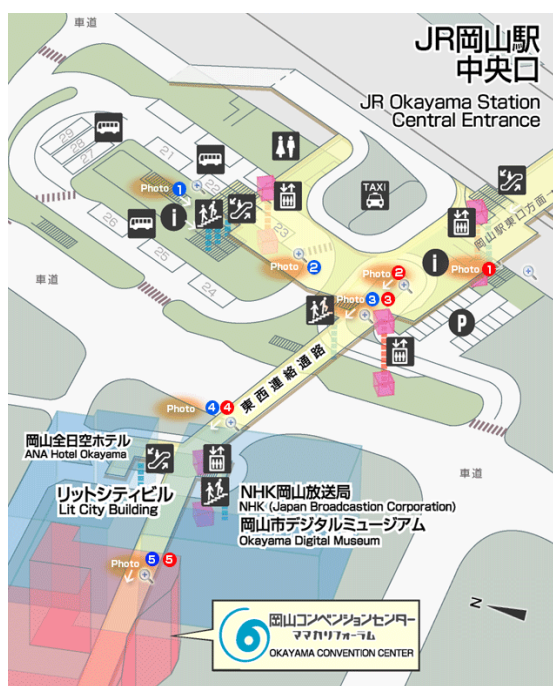 車道
JR岡山駅
中央口
JR Okayama Station
Central Entrance
29
28
27
21
22
TAXI
Photo 1
26
25
24
23
岡山駅東口方面
Photo 2
Photo 2
Photo 1
車道
Photo 3 3
P
東西連絡通路
Photo 4 4
岡山全日空ホテル
ANA Hotel Okayama
車道
リットシティビル
Lit City Building
NHK岡山放送局
NHK (Japan Broadcastion Corporation)
岡山市デジタルミュージアム
Okayama Digital Museum
Photo 5 5
N
岡山コンベンションセンター
ママカリフォーラム
OKAYAMA CONVENTION CENTER